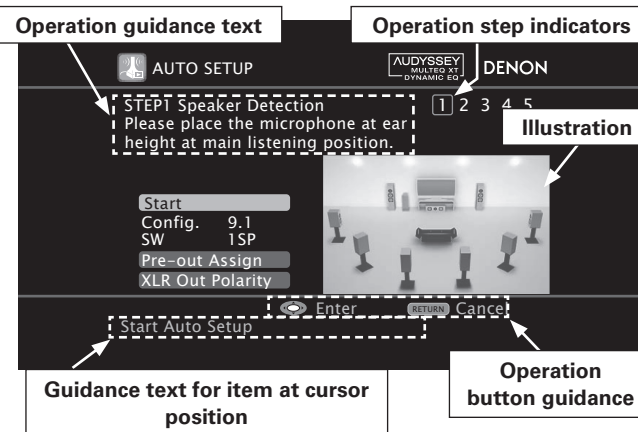 Operation guidance text
Operation step indicators
AUTO SETUP
AUDYSSEY
MULTEQ XT
DYNAMIC EQ
DENON
STEP1 Speaker Detection
Please place the microphone at ear
height at main listening position.
1 2 3 4 5
Illustration
Start
Config. 9.1
SW 1SP
Pre-out Assign
XLR Out Polarity
Enter
RETURN Cancel
Start Auto Setup
Guidance text for item at cursor
position
Operation
button guidance